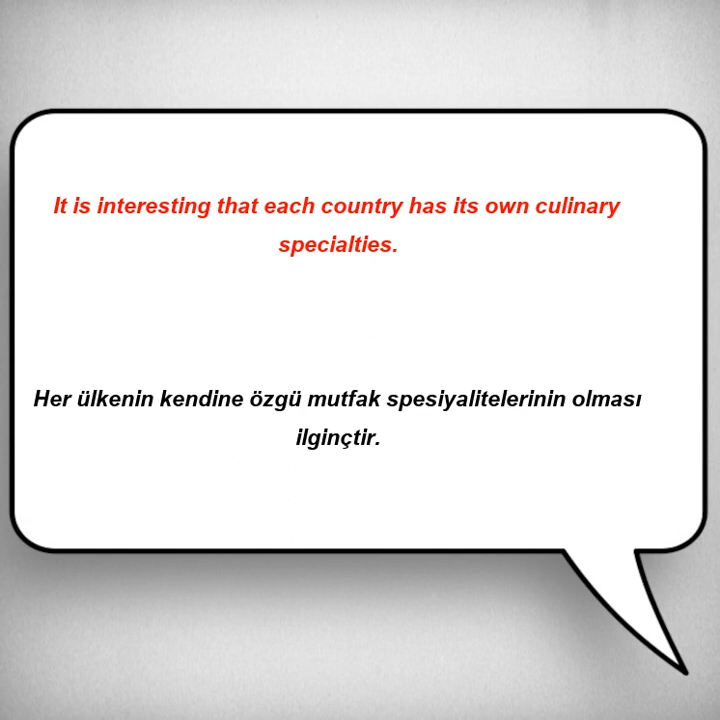 It is interesting that each country has its own culinary
specialties.
Her ülkenin kendine özgü mutfak spesiyalitelerinin olması
ilginçtir.